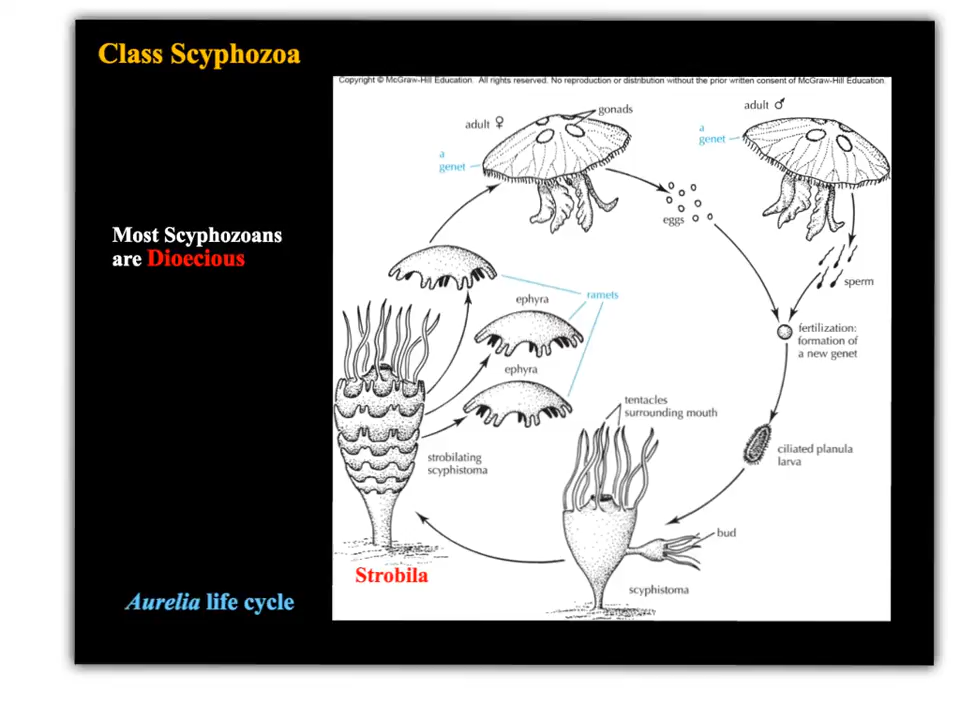 Class Scyphozoa
Copyright © McGraw-Hill Education. All rights reserved. No reproduction or distribution without the prior written consent of McGraw-Hill Education.
adult ♀
gonads
adult ♂
a
genet
a
genet
eggs
sperm
Most Scyphozoans
are Dioecious
ramets
ephyra
ephyra
fertilization:
formation of
a new genet
tentacles
surrounding mouth
ciliated planula
larva
strobilating
scyphistoma
bud
Strobila
scyphistoma
Aurelia life cycle